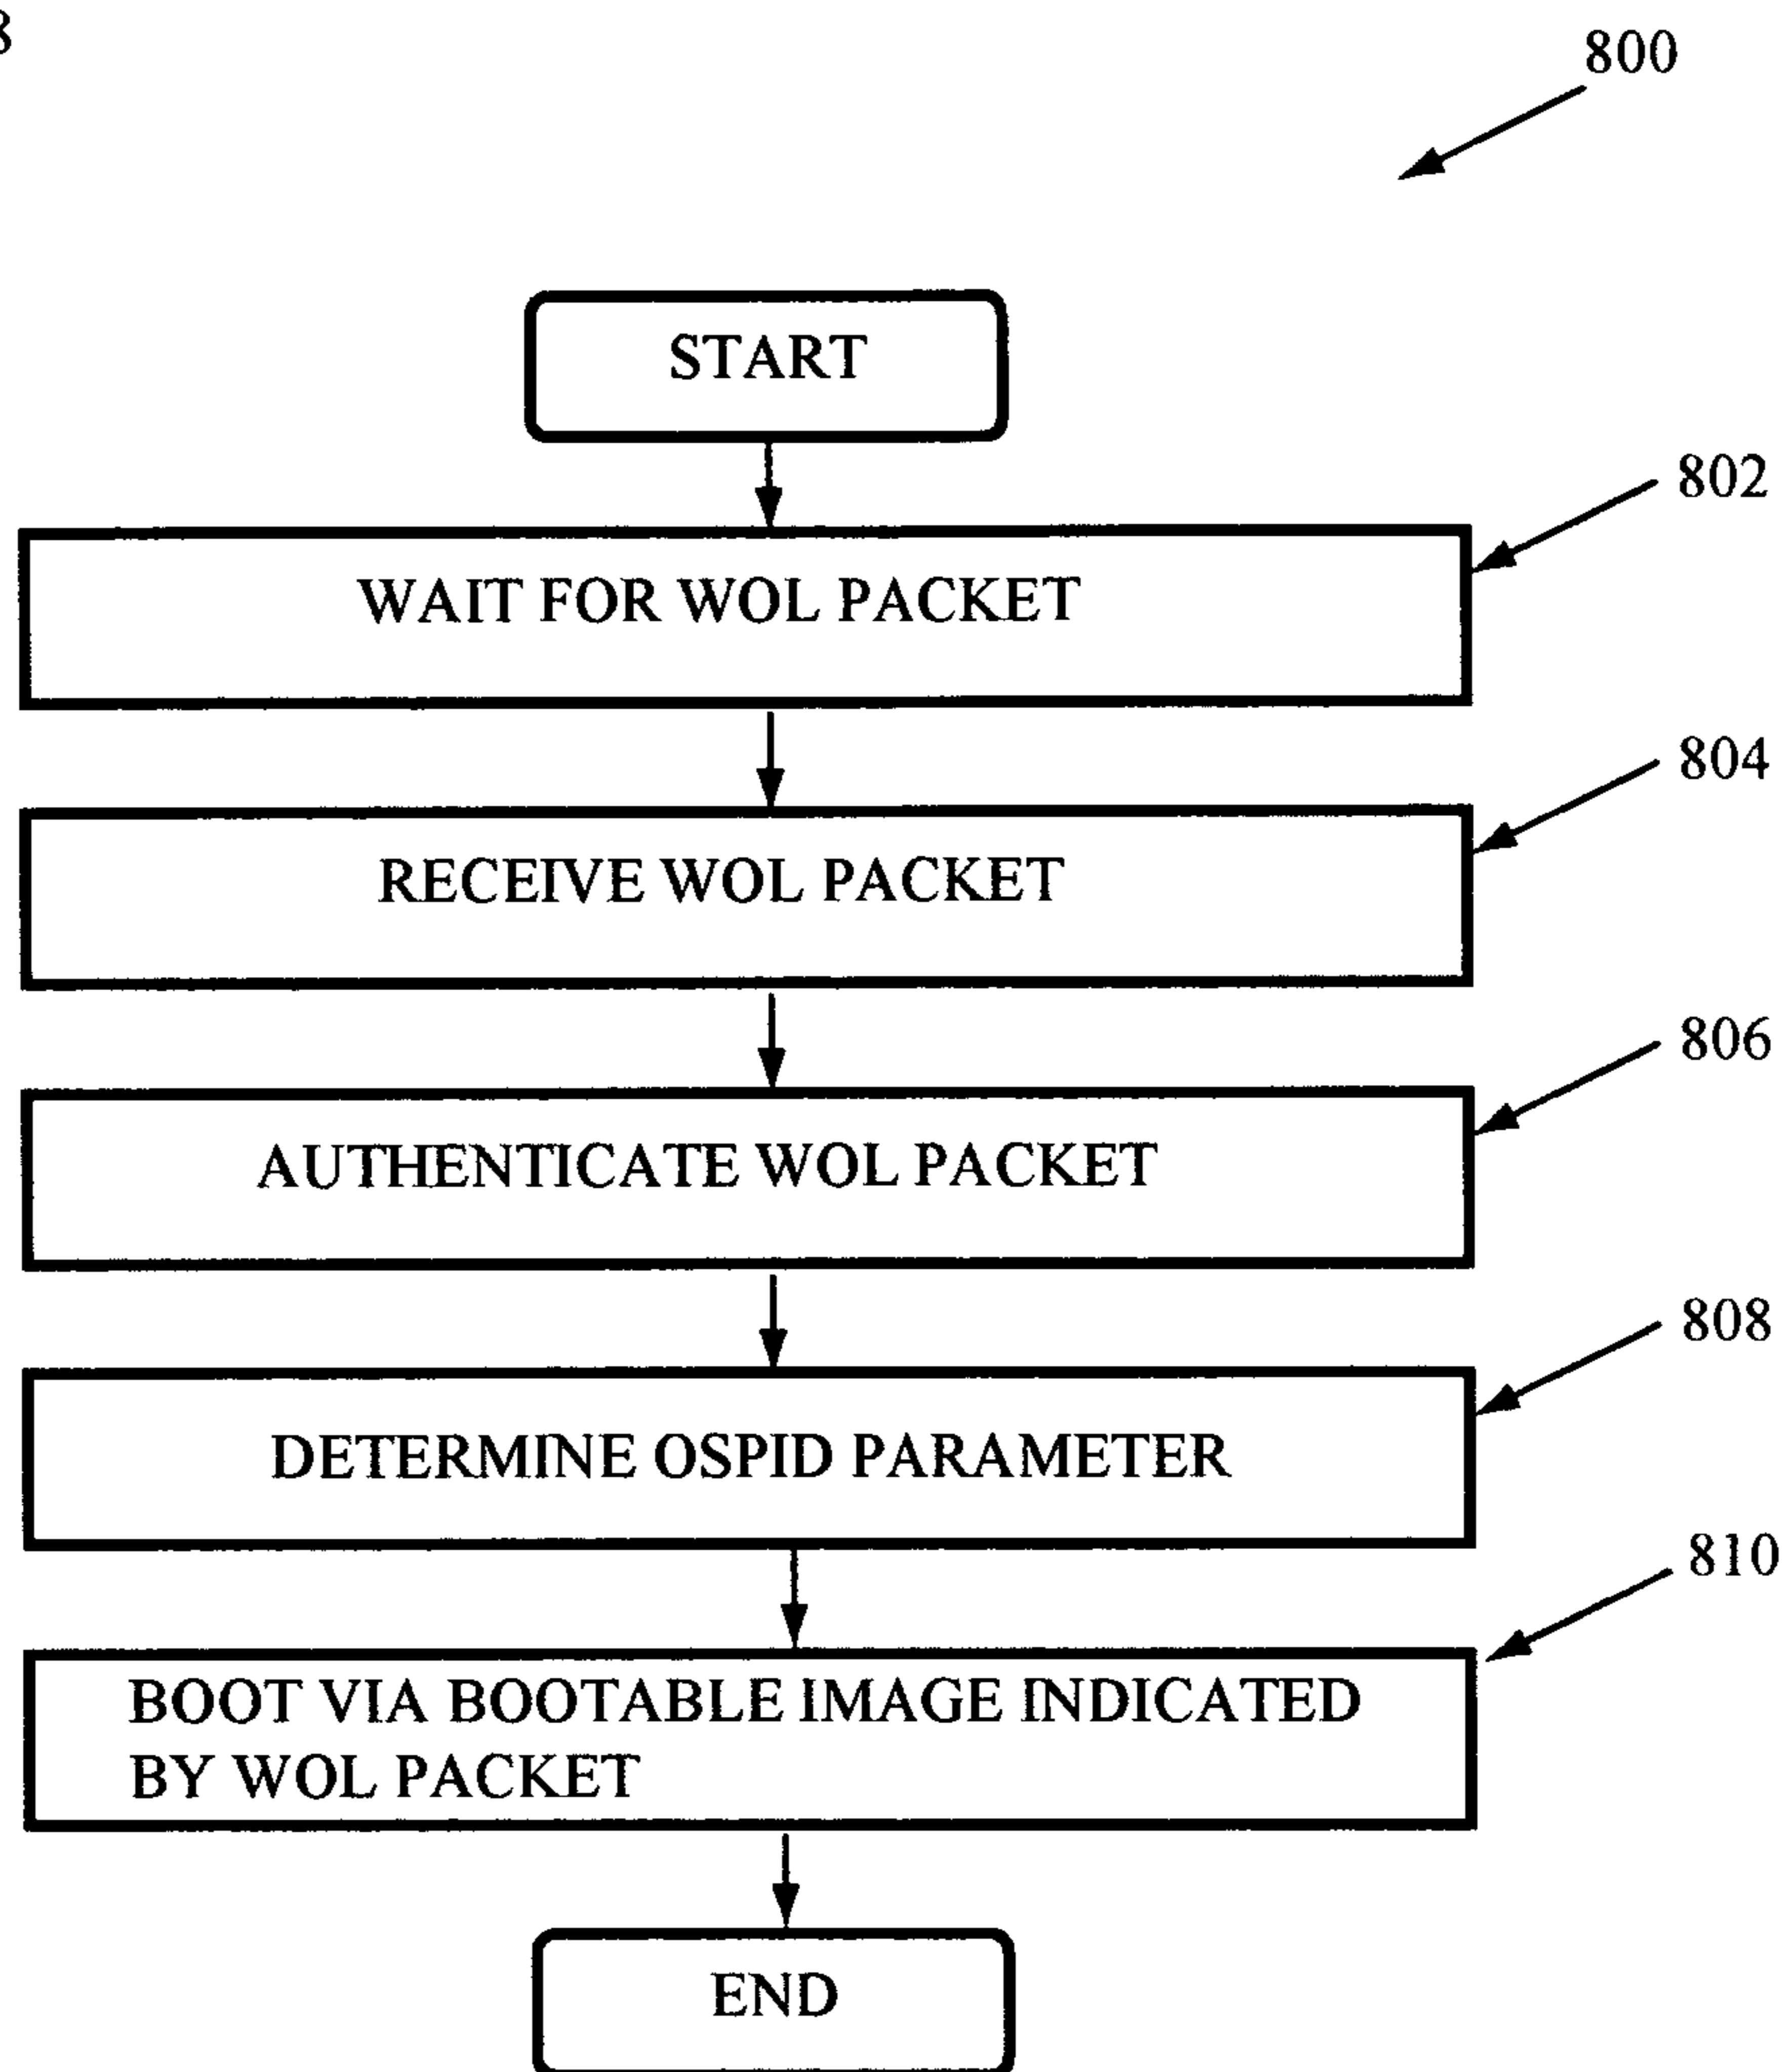 8
800
START
802
WAIT FOR WOL PACKET
804
RECEIVE WOL PACKET
806
AUTHENTICATE WOL PACKET
808
DETERMINE OSPID PARAMETER
810
BOOT VIA BOOTABLE IMAGE INDICATED
BY WOL PACKET
END